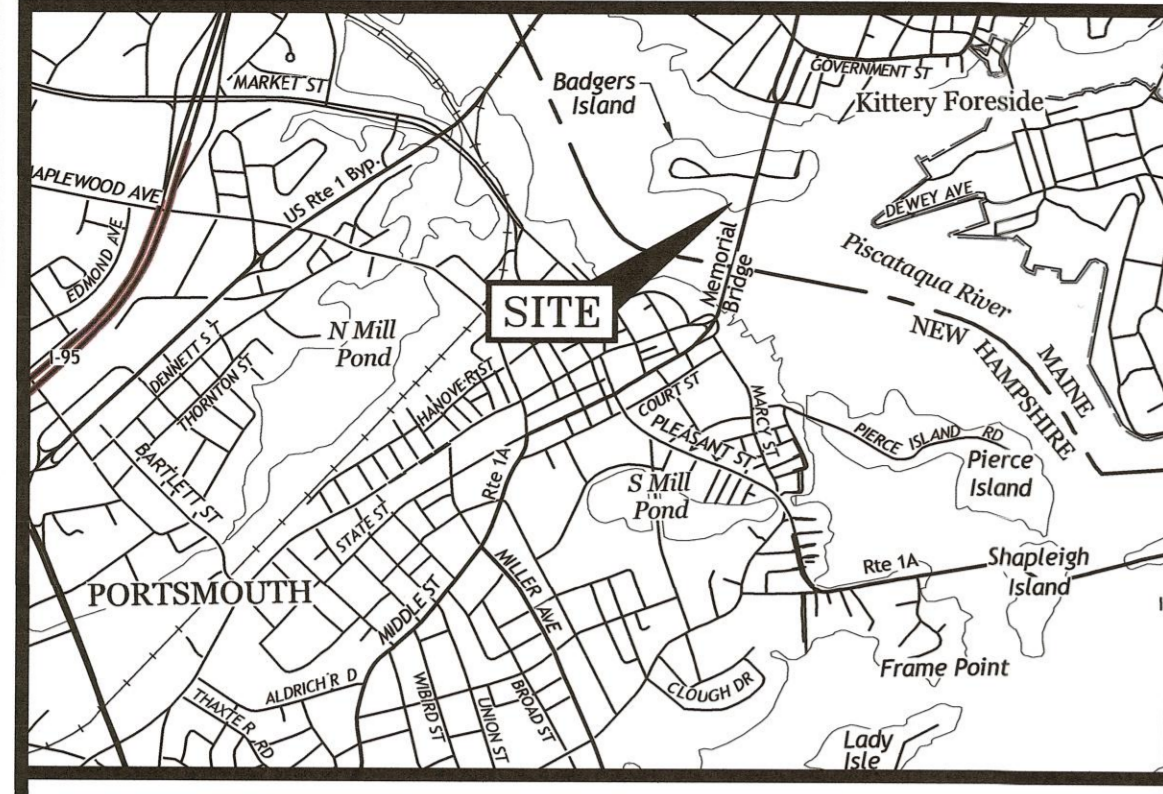 MARKET ST
GOVERNMENT ST
Badgers
Island
Kittery Foreside
APLEWOOD AVE
US Rte 1 Byp.
DEWEY AVE
EDMOND AVE
Memorial
Bridge
Piscataqua River
SITE
NEW HAMPSHIRE
MAINE
N Mill
Pond
I-95
DENNETT S
THORNTON ST
HANOVER ST
COURT ST
MARCY ST
PLEASANT ST
PIERCE ISLAND RD
Pierce
Island
BARTLETT ST
Rte 1A
S Mill
Pond
STATE ST
Rte 1A
Shapleigh
Island
PORTSMOUTH
MIDDLE ST
MILLER AVE
Frame Point
ALDRICH R D
THAXTE R RD
WIBIRD ST
UNION ST
BROAD ST
CLOUGH DR
Lady
Isle